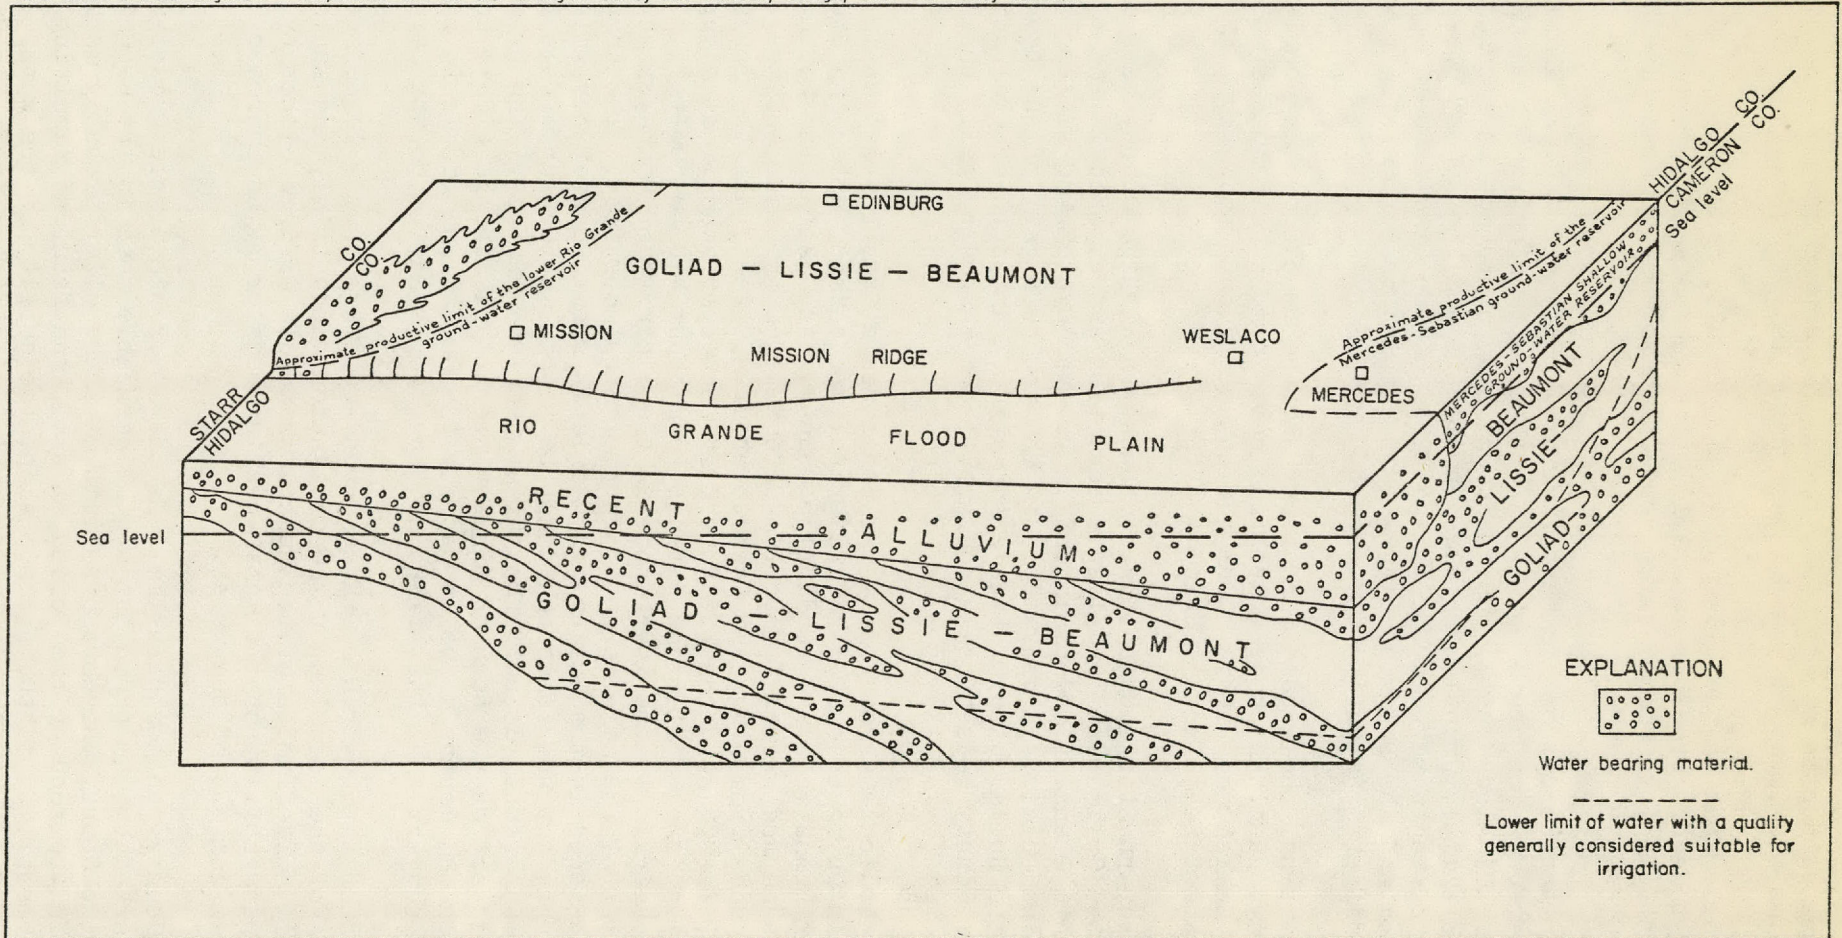 HIDALGO CO.
CAMERON CO.
Sea level
EDINBURG
CO.
CO.
GOLIAD – LISSIE – BEAUMONT
Approximate productive limit of the lower Rio Grande
ground-water reservoir
Approximate productive limit of the
Mercedes-Sebastian ground-water reservoir
MERCEDES-SEBASTIAN SHALLOW
GROUND-WATER RESERVOIR
MISSION
MISSION RIDGE
WESLACO
MERCEDES
STARR
HIDALGO
RIO GRANDE FLOOD PLAIN
BEAUMONT
LISSIE
GOLIAD
RECENT ALLUVIUM
Sea level
GOLIAD – LISSIE – BEAUMONT
EXPLANATION
Water bearing material.
Lower limit of water with a quality
generally considered suitable for
irrigation.